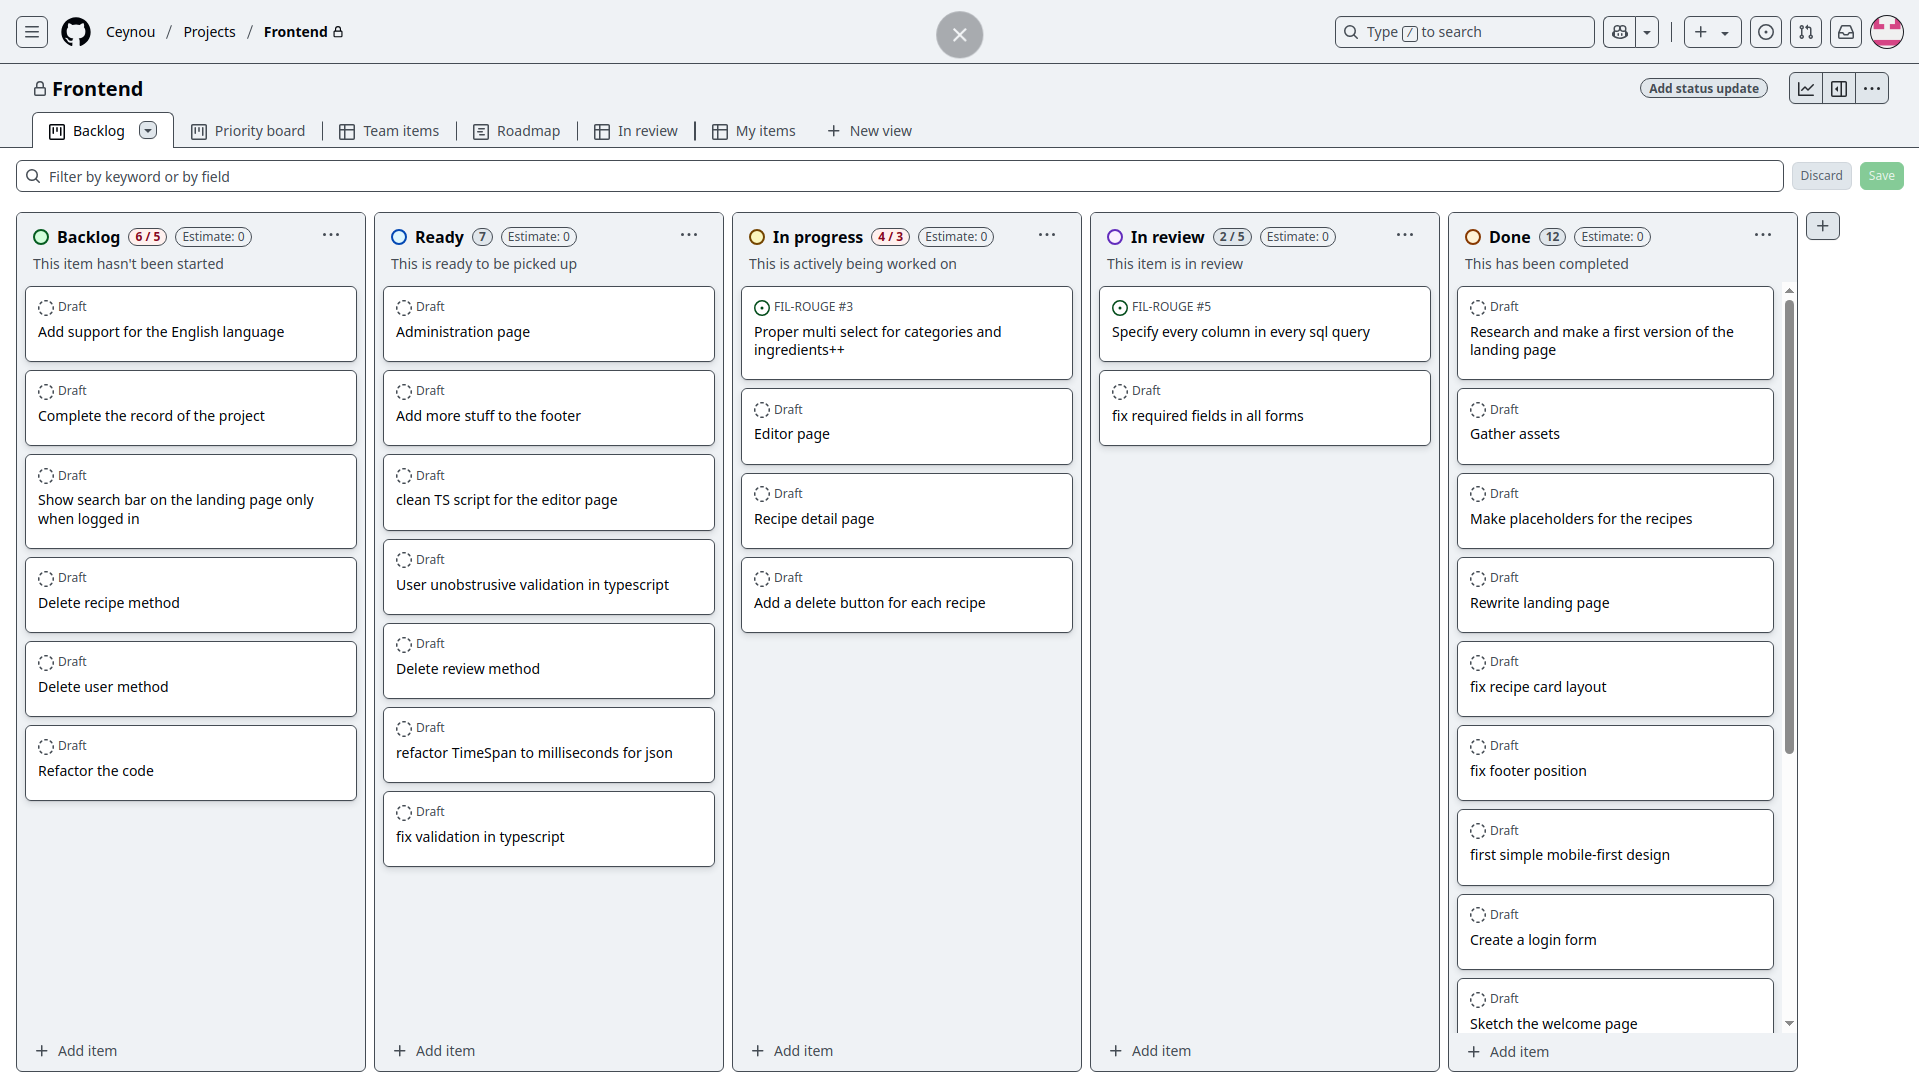 Ceynou / Projects / Frontend
Type / to search
Frontend
Add status update
Backlog
Priority board
Team items
Roadmap
In review
My items
New view
Filter by keyword or by field
Discard
Save
Backlog 6 / 5 Estimate: 0
This item hasn't been started
Draft
Add support for the English language
Draft
Complete the record of the project
Draft
Show search bar on the landing page only
when logged in
Draft
Delete recipe method
Draft
Delete user method
Draft
Refactor the code
Add item
Ready 7 Estimate: 0
This is ready to be picked up
Draft
Administration page
Draft
Add more stuff to the footer
Draft
clean TS script for the editor page
Draft
User unobstrusive validation in typescript
Draft
Delete review method
Draft
refactor TimeSpan to milliseconds for json
Draft
fix validation in typescript
Add item
In progress 4 / 3 Estimate: 0
This is actively being worked on
FIL-ROUGE #3
Proper multi select for categories and
ingredients++
Draft
Editor page
Draft
Recipe detail page
Draft
Add a delete button for each recipe
Add item
In review 2 / 5 Estimate: 0
This item is in review
FIL-ROUGE #5
Specify every column in every sql query
Draft
fix required fields in all forms
Add item
Done 12 Estimate: 0
This has been completed
Draft
Research and make a first version of the
landing page
Draft
Gather assets
Draft
Make placeholders for the recipes
Draft
Rewrite landing page
Draft
fix recipe card layout
Draft
fix footer position
Draft
first simple mobile-first design
Draft
Create a login form
Draft
Sketch the welcome page
Add item